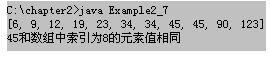 C:\chapter2>java Example2_7
[6, 9, 12, 19, 23, 34, 34, 45, 45, 90, 123]
45和数组中索引为8的元素值相同